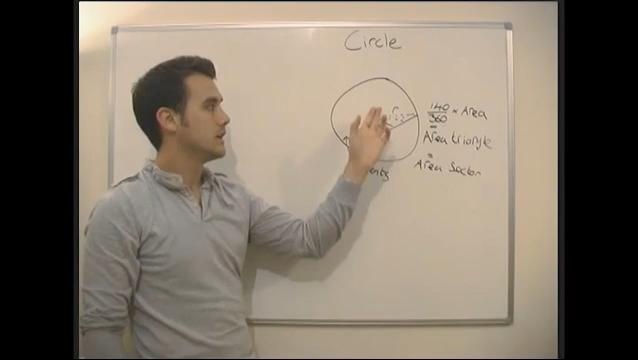 Circle
140
360 × Area
=
Area triangle
=
Area Sector